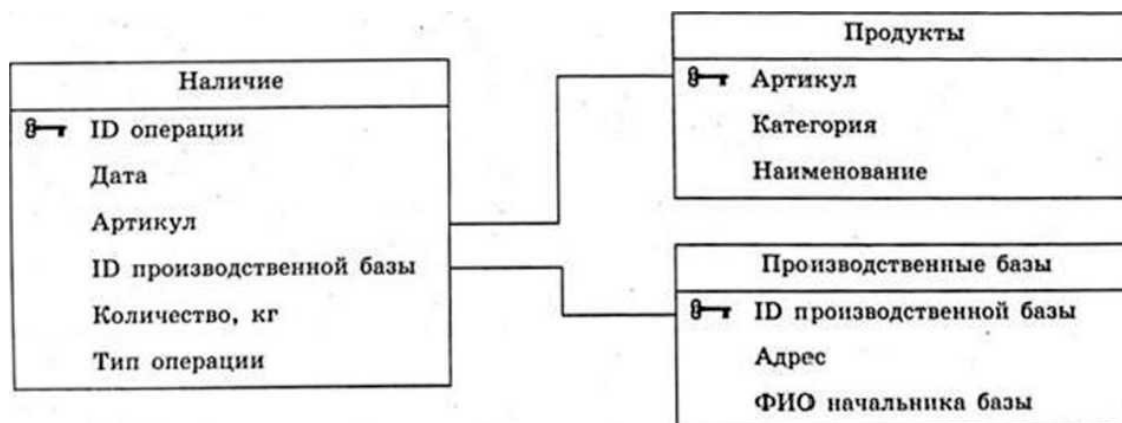 Наличие
ID операции
Дата
Артикул
ID производственной базы
Количество, кг
Тип операции
Продукты
Артикул
Категория
Наименование
Производственные базы
ID производственной базы
Адрес
ФИО начальника базы